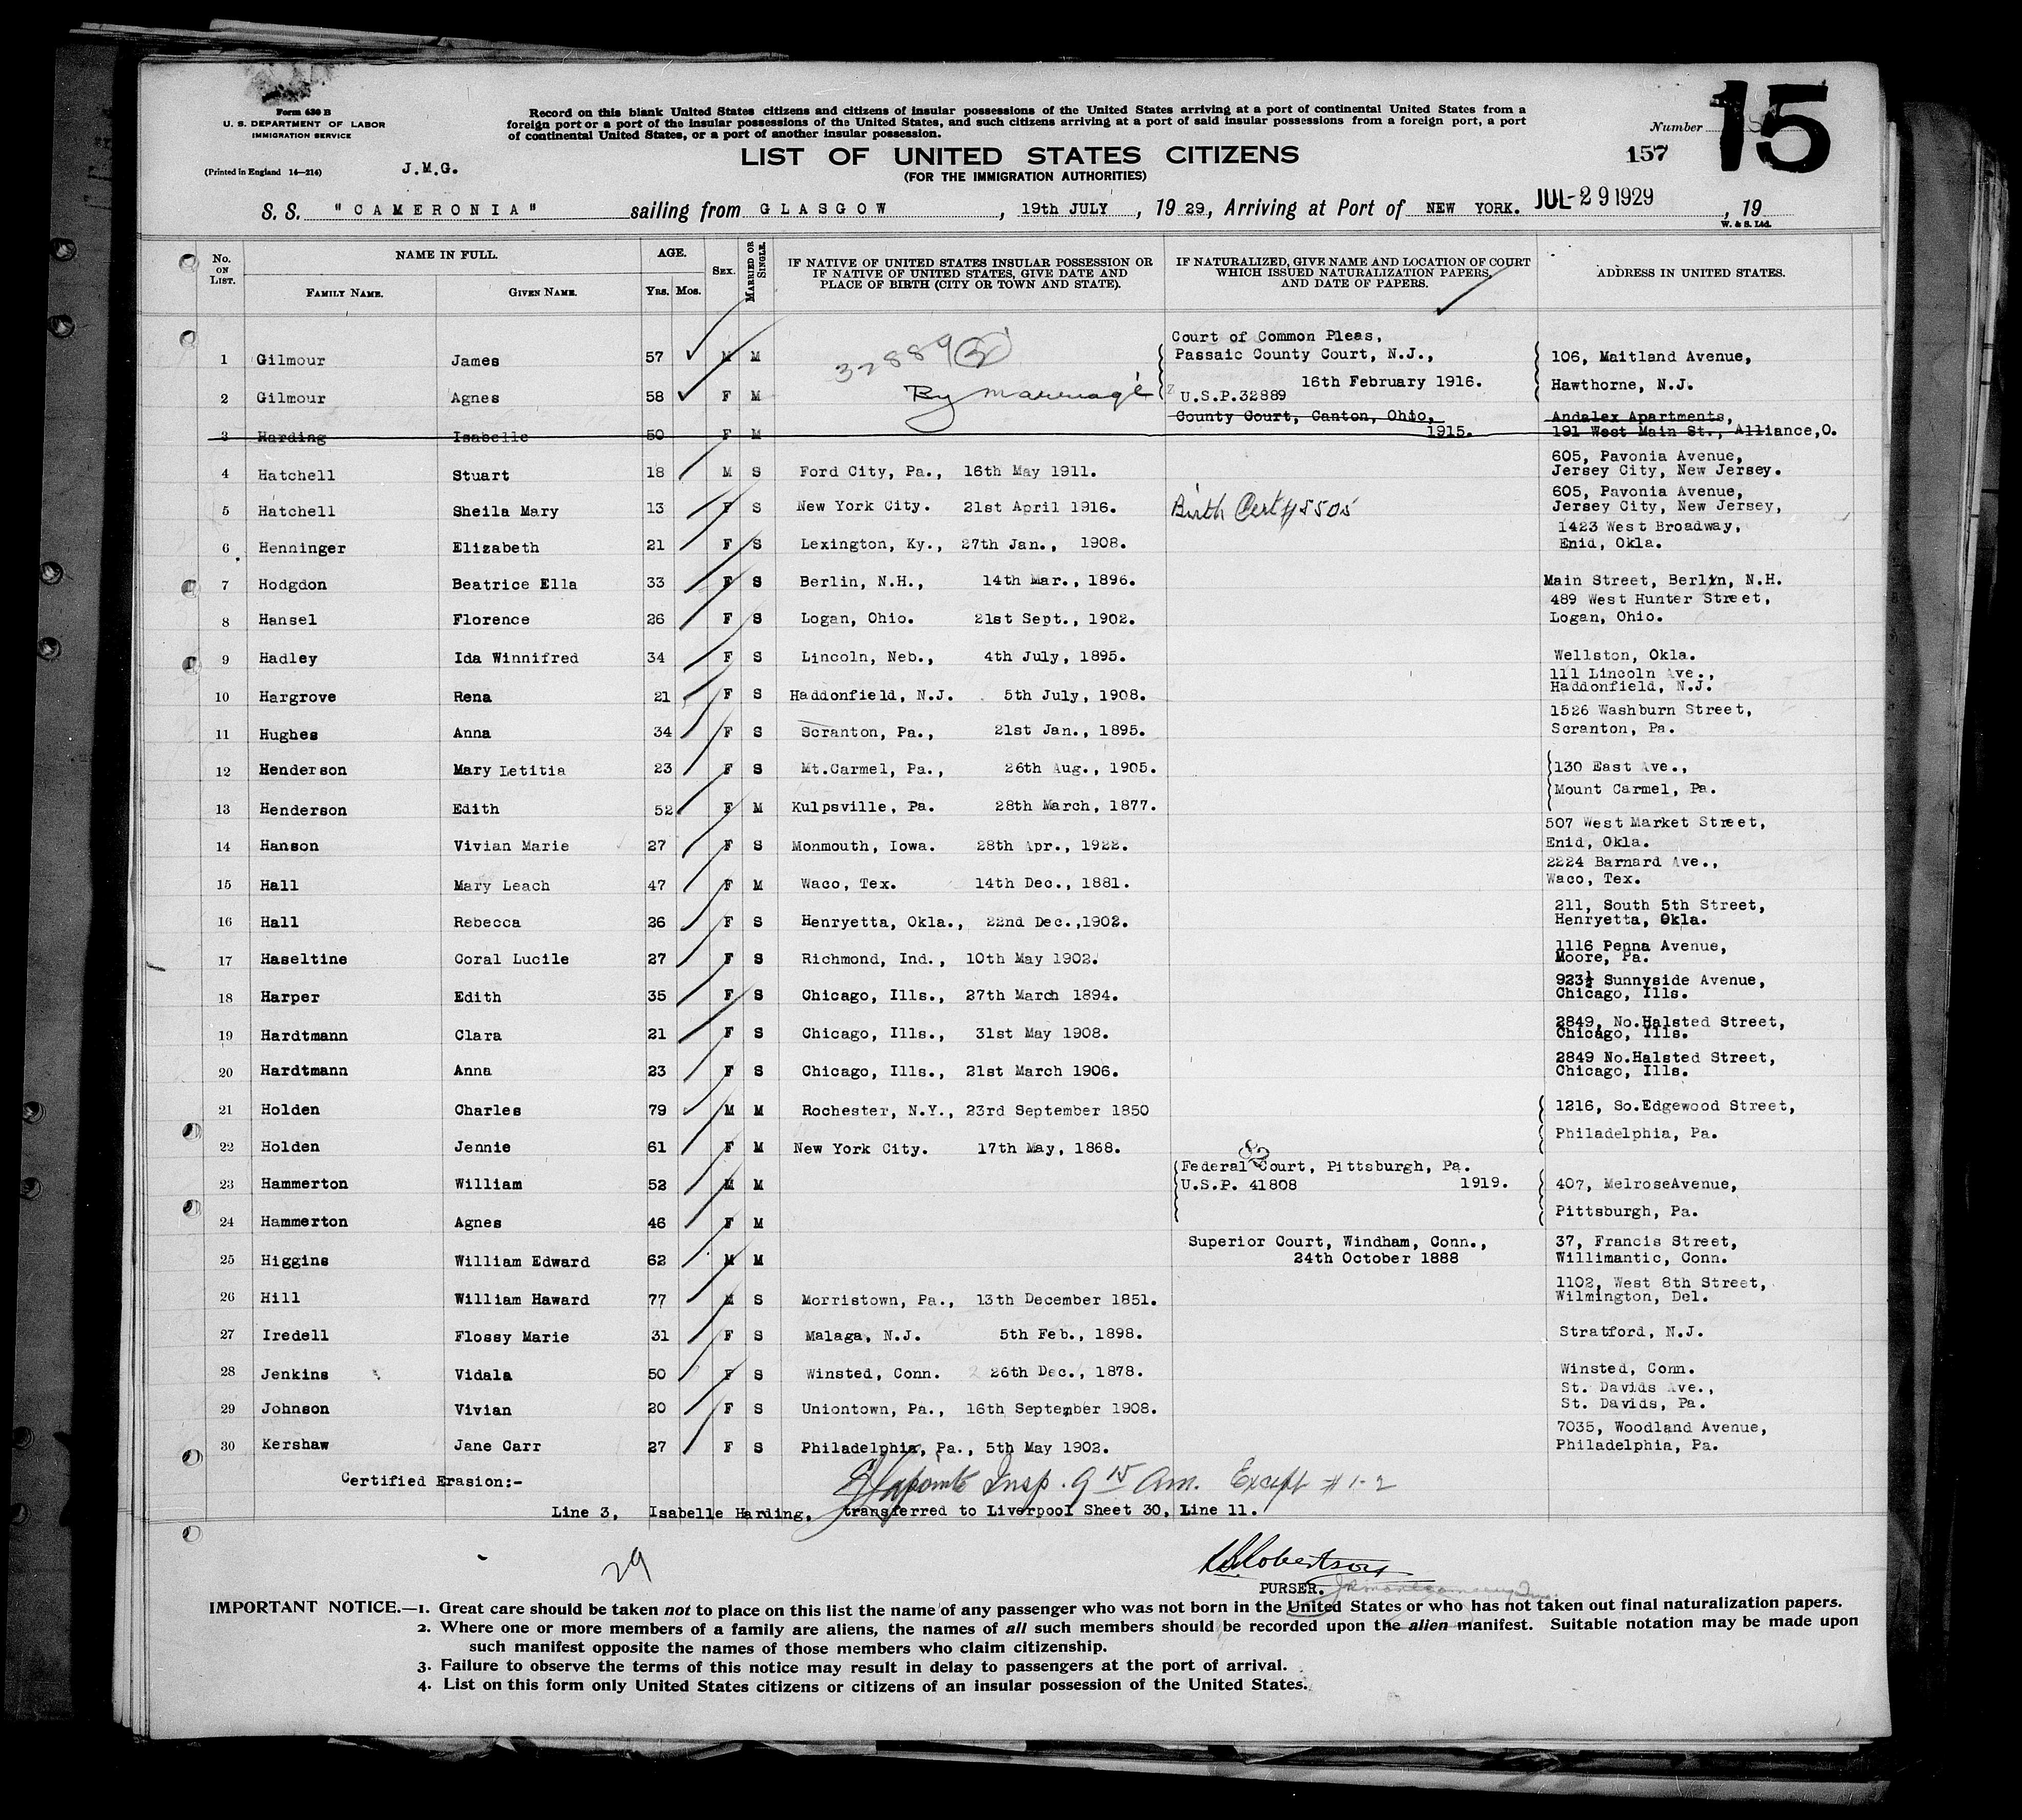 Form 630 B
U. S. DEPARTMENT OF LABOR
IMMIGRATION SERVICE
(Printed in England 14—214)
J.M.G.
Record on this blank United States citizens and citizens of insular possessions of the United States arriving at a port of continental United States from a
foreign port or a port of the insular possessions of the United States, and such citizens arriving at a port of said insular possessions from a foreign port, a port
of continental United States, or a port of another insular possession.
LIST OF UNITED STATES CITIZENS
(FOR THE IMMIGRATION AUTHORITIES)
Number 15
157
S. S. "CAMERONIA" sailing from GLASGOW, 19th JULY, 1929, Arriving at Port of NEW YORK. JUL-29 1929, 19
W. & S. Ltd.
No. ON LIST. NAME IN FULL. AGE. SEX. MARRIED OR SINGLE. IF NATIVE OF UNITED STATES INSULAR POSSESSION OR IF NATIVE OF UNITED STATES, GIVE DATE AND PLACE OF BIRTH (CITY OR TOWN AND STATE). IF NATURALIZED, GIVE NAME AND LOCATION OF COURT WHICH ISSUED NATURALIZATION PAPERS, AND DATE OF PAPERS. ADDRESS IN UNITED STATES.
FAMILY NAME. GIVEN NAME. Yrs. Mos.
Court of Common Pleas,
1 Gilmour James 57 M M 32889 Passaic County Court, N.J., 106, Maitland Avenue,
16th February 1916. Hawthorne, N.J.
2 Gilmour Agnes 58 F M By marriage U.S.P.32889
County Court, Canton, Ohio, Andalex Apartments,
3 Harding Isabelle 50 F M 1915. 191 West Main St., Alliance,O.
605, Pavonia Avenue,
4 Hatchell Stuart 18 M S Ford City, Pa., 16th May 1911. Jersey City, New Jersey.
605, Pavonia Avenue,
5 Hatchell Sheila Mary 13 F S New York City. 21st April 1916. Birth Cert # 5505 Jersey City, New Jersey,
1423 West Broadway,
6 Henninger Elizabeth 21 F S Lexington, Ky., 27th Jan., 1908. Enid, Okla.
7 Hodgdon Beatrice Ella 33 F S Berlin, N.H., 14th Mar., 1896. Main Street, Berlin, N.H.
489 West Hunter Street,
8 Hansel Florence 26 F S Logan, Ohio. 21st Sept., 1902. Logan, Ohio.
9 Hadley Ida Winnifred 34 F S Lincoln, Neb., 4th July, 1895. Wellston, Okla.
111 Lincoln Ave.,
10 Hargrove Rena 21 F S Haddonfield, N.J. 5th July, 1908. Haddonfield, N.J.
1526 Washburn Street,
11 Hughes Anna 34 F S Scranton, Pa., 21st Jan., 1895. Scranton, Pa.
12 Henderson Mary Letitia 23 F S Mt.Carmel, Pa., 26th Aug., 1905. 130 East Ave.,
Mount Carmel, Pa.
13 Henderson Edith 52 F M Kulpsville, Pa. 28th March, 1877.
507 West Market Street,
14 Hanson Vivian Marie 27 F S Monmouth, Iowa. 28th Apr., 1922. Enid, Okla.
2224 Barnard Ave.,
15 Hall Mary Leach 47 F M Waco, Tex. 14th Dec., 1881. Waco, Tex.
211, South 5th Street,
16 Hall Rebecca 26 F S Henryetta, Okla., 22nd Dec.,1902. Henryetta, Okla.
1116 Penna Avenue,
17 Haseltine Coral Lucile 27 F S Richmond, Ind., 10th May 1902. Moore, Pa.
923½ Sunnyside Avenue,
18 Harper Edith 35 F S Chicago, Ills., 27th March 1894. Chicago, Ills.
2849, No.Halsted Street,
19 Hardtmann Clara 21 F S Chicago, Ills., 31st May 1908. Chicago, Ills.
2849 No.Halsted Street,
20 Hardtmann Anna 23 F S Chicago, Ills., 21st March 1906. Chicago, Ills.
21 Holden Charles 79 M M Rochester, N.Y., 23rd September 1850 1216, So.Edgewood Street,
Philadelphia, Pa.
22 Holden Jennie 61 F M New York City. 17th May, 1868.
Federal Court, Pittsburgh, Pa.
23 Hammerton William 52 M M U.S.P. 41808 1919. 407, MelroseAvenue,
Pittsburgh, Pa.
24 Hammerton Agnes 46 F M
Superior Court, Windham, Conn., 37, Francis Street,
25 Higgins William Edward 62 M M 24th October 1888 Willimantic, Conn.
1102, West 8th Street,
26 Hill William Haward 77 M S Morristown, Pa., 13th December 1851. Wilmington, Del.
27 Iredell Flossy Marie 31 F S Malaga, N.J. 5th Feb., 1898. Stratford, N.J.
28 Jenkins Vidala 50 F S Winsted, Conn. 26th Dec., 1878. Winsted, Conn.
St. Davids Ave.,
29 Johnson Vivian 20 F S Uniontown, Pa., 16th September 1908. St. Davids, Pa.
7035, Woodland Avenue,
30 Kershaw Jane Carr 27 F S Philadelphia, Pa., 5th May 1902. Philadelphia, Pa.
Certified Erasion:-
Lapointe Insp. 9 15 Am. Except # 1-2
Line 3, Isabelle Harding, transferred to Liverpool Sheet 30, Line 11.
29
Robertson
PURSER.
IMPORTANT NOTICE.—1. Great care should be taken not to place on this list the name of any passenger who was not born in the United States or who has not taken out final naturalization papers.
2. Where one or more members of a family are aliens, the names of all such members should be recorded upon the alien manifest. Suitable notation may be made upon
such manifest opposite the names of those members who claim citizenship.
3. Failure to observe the terms of this notice may result in delay to passengers at the port of arrival.
4. List on this form only United States citizens or citizens of an insular possession of the United States.